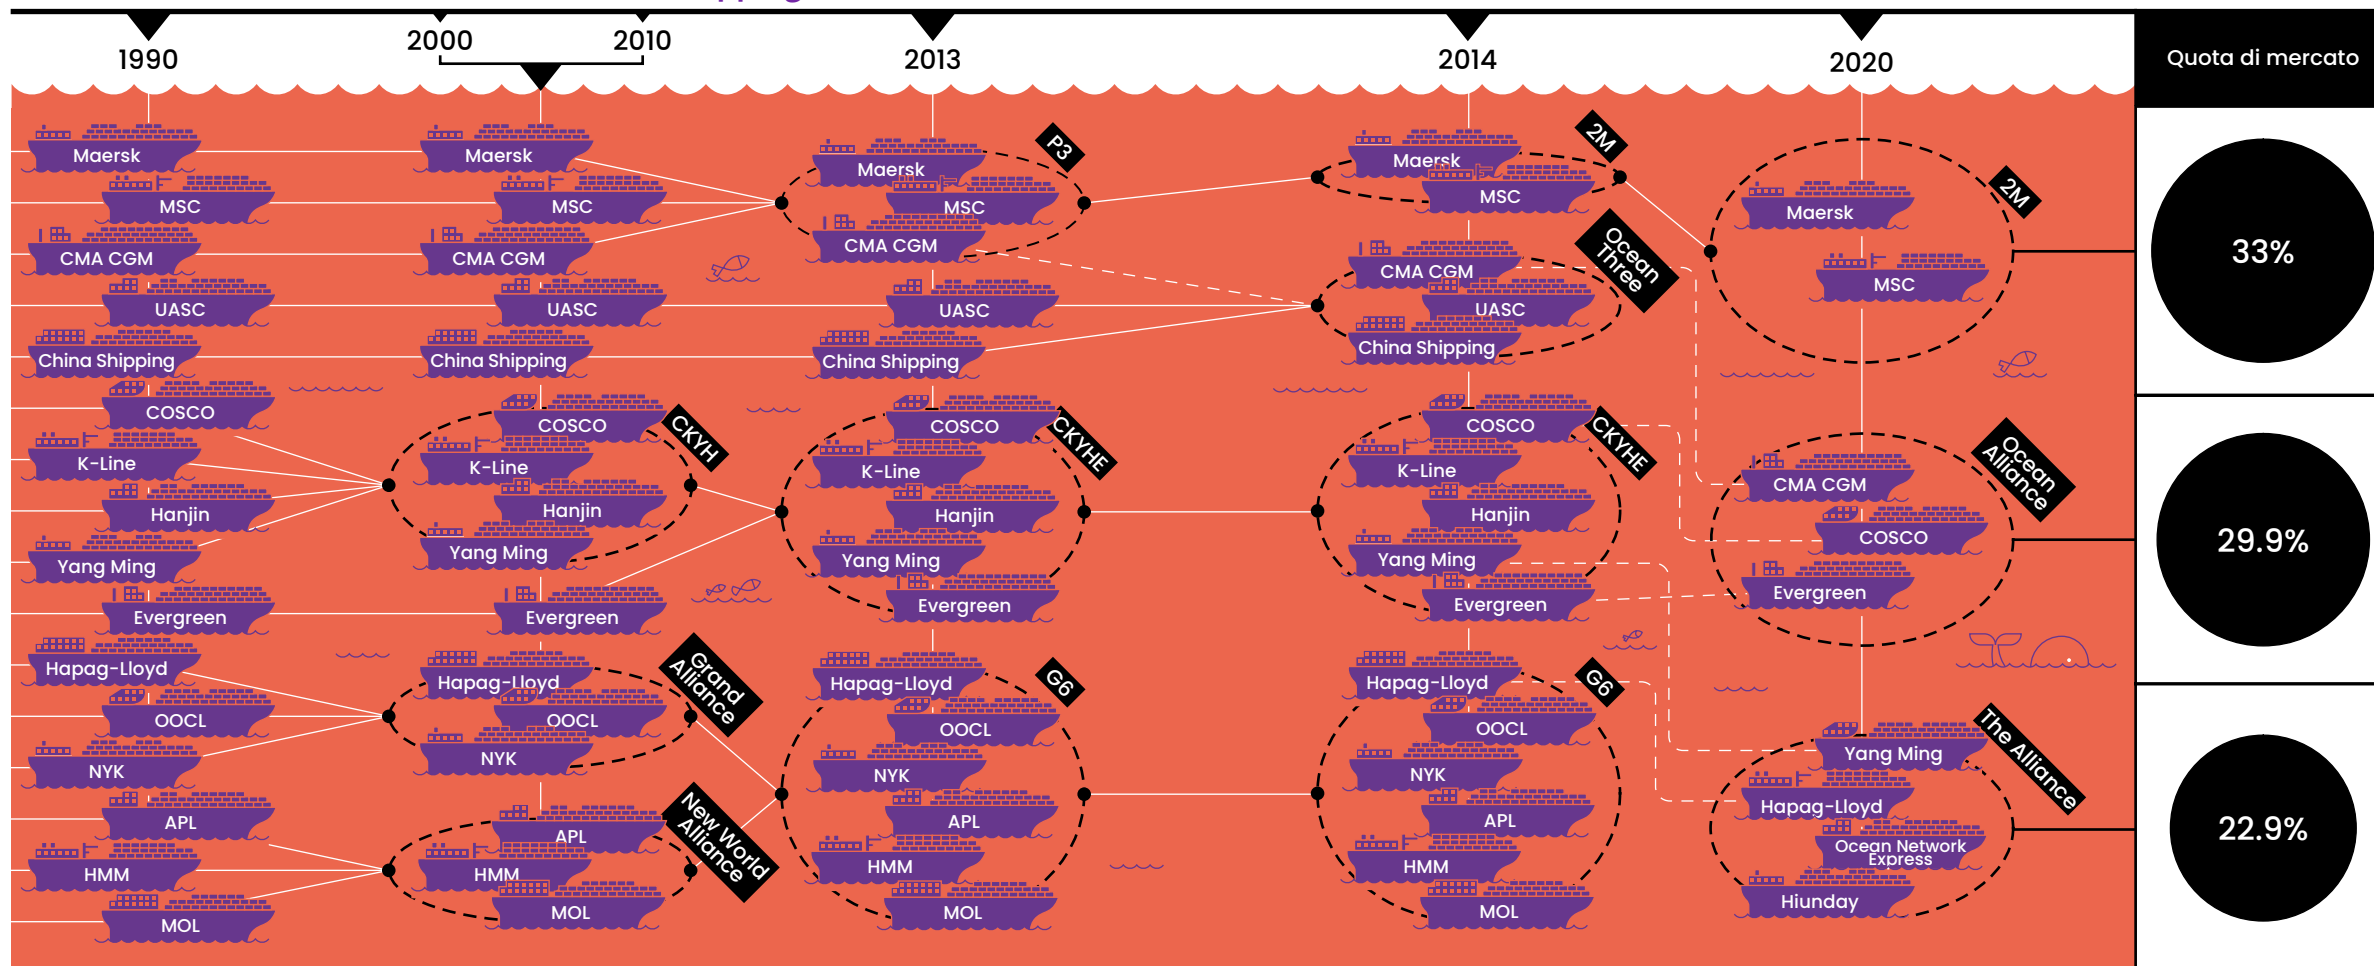 1990
2000
2010
2013
2014
2020
Quota di mercato
Maersk
MSC
CMA CGM
UASC
China Shipping
COSCO
K-Line
Hanjin
Yang Ming
Evergreen
Hapag-Lloyd
OOCL
NYK
APL
HMM
MOL
Maersk
MSC
CMA CGM
UASC
China Shipping
CKYH
COSCO
K-Line
Hanjin
Yang Ming
Evergreen
Grand
Alliance
Hapag-Lloyd
OOCL
NYK
New World
Alliance
APL
HMM
MOL
P3
Maersk
MSC
CMA CGM
UASC
China Shipping
CKYHE
COSCO
K-Line
Hanjin
Yang Ming
Evergreen
G6
Hapag-Lloyd
OOCL
NYK
APL
HMM
MOL
2M
Maersk
MSC
Ocean
Three
CMA CGM
UASC
China Shipping
CKYHE
COSCO
K-Line
Hanjin
Yang Ming
Evergreen
G6
Hapag-Lloyd
OOCL
NYK
APL
HMM
MOL
2M
Maersk
MSC
Ocean
Alliance
CMA CGM
COSCO
Evergreen
The Alliance
Yang Ming
Hapag-Lloyd
Ocean Network
Express
Hiunday
33%
29.9%
22.9%